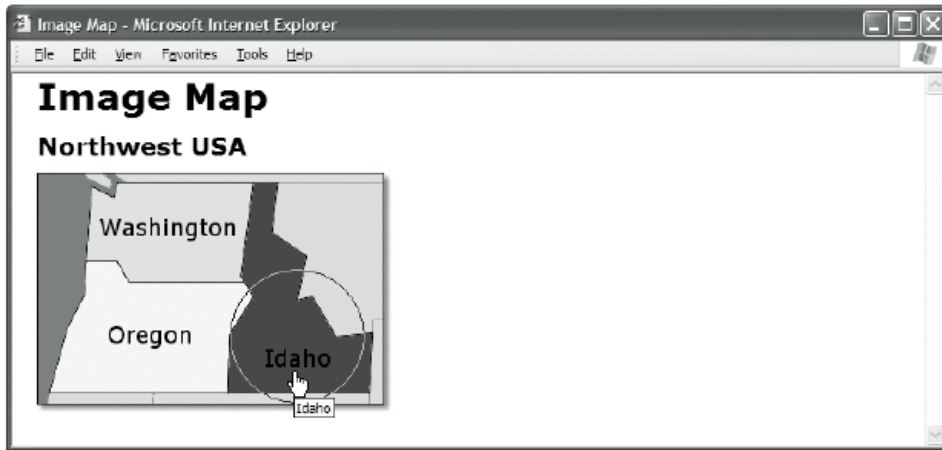 Image Map - Microsoft Internet Explorer
File Edit View Favorites Tools Help
Image Map
Northwest USA
Washington
Oregon
Idaho
Idaho